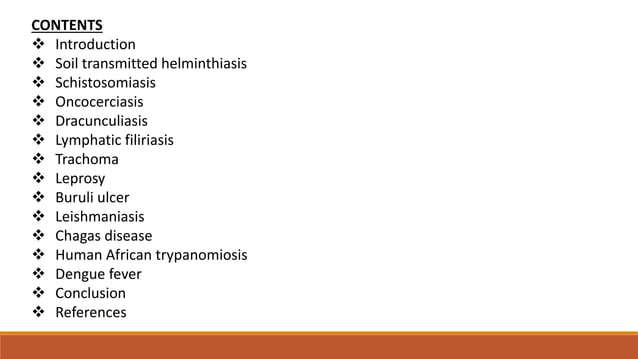 CONTENTS
❖ Introduction
❖ Soil transmitted helminthiasis
❖ Schistosomiasis
❖ Oncocerciasis
❖ Dracunculiasis
❖ Lymphatic filiriasis
❖ Trachoma
❖ Leprosy
❖ Buruli ulcer
❖ Leishmaniasis
❖ Chagas disease
❖ Human African trypanomiosis
❖ Dengue fever
❖ Conclusion
❖ References